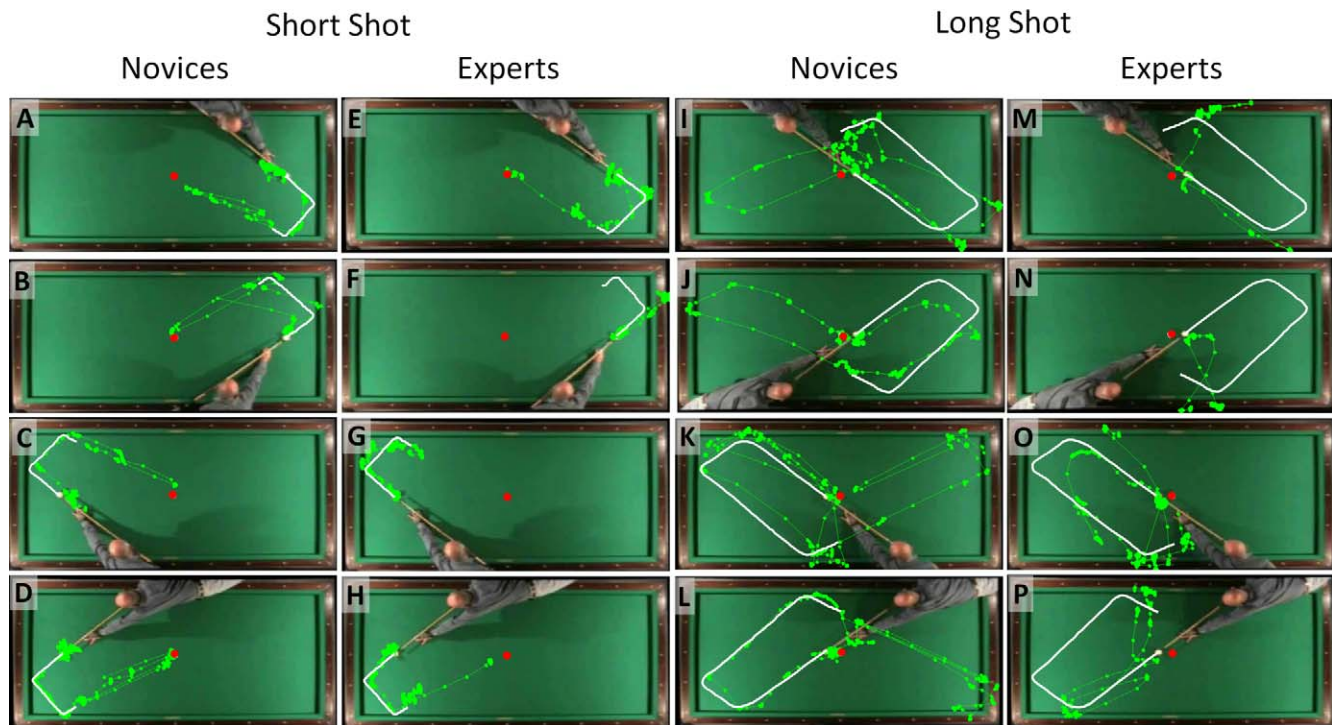 Short Shot Long Shot
Novices Experts Novices Experts
A E I M
B F J N
C G K O
D H L P